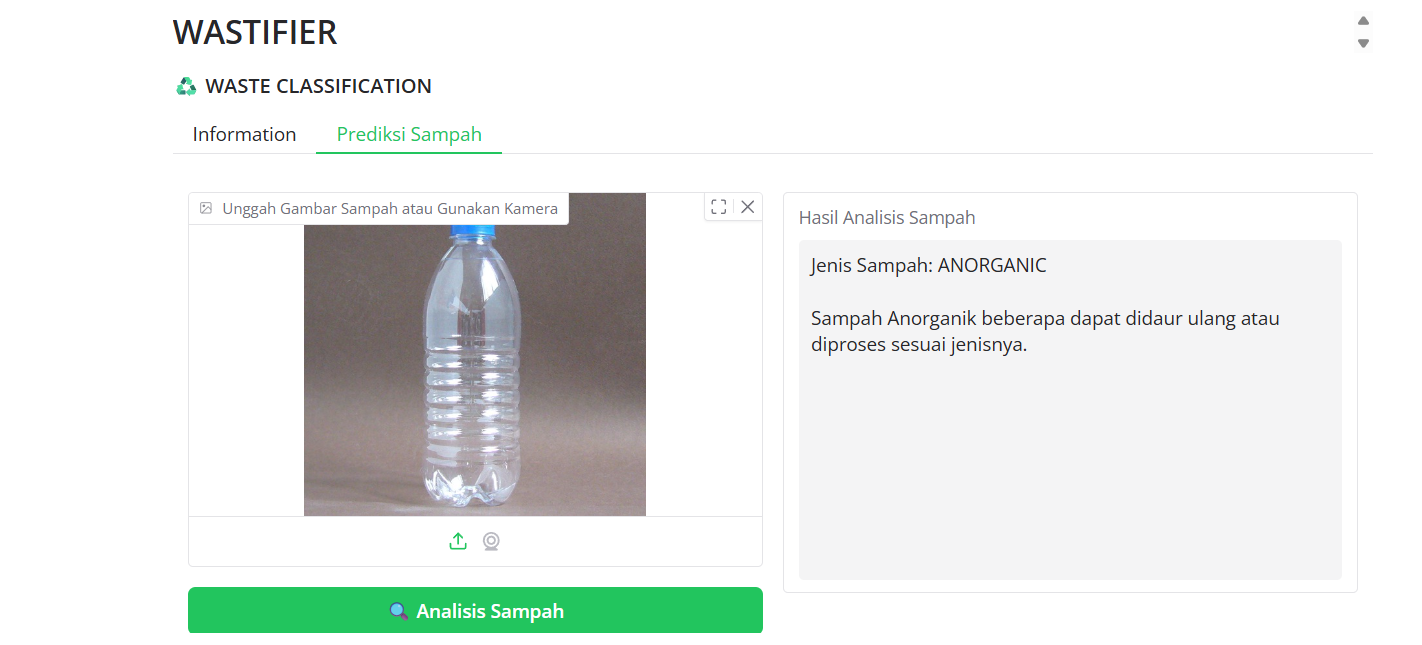 WASTIFIER
WASTE CLASSIFICATION
Information
Prediksi Sampah
Unggah Gambar Sampah atau Gunakan Kamera
Hasil Analisis Sampah
Jenis Sampah: ANORGANIC
Sampah Anorganik beberapa dapat didaur ulang atau
diproses sesuai jenisnya.
Analisis Sampah